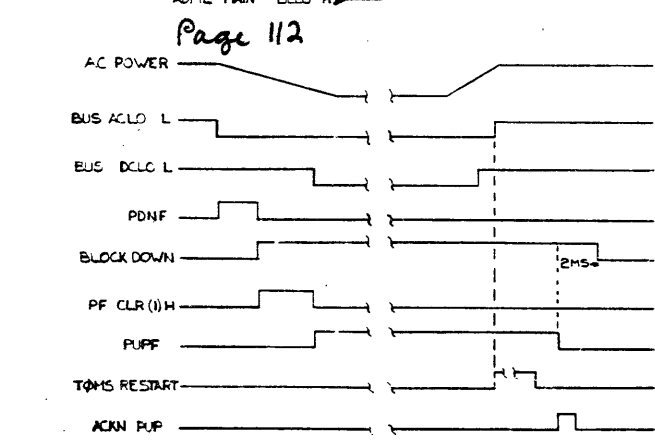 Page 112
AC POWER
BUS ACLO L
BUS DCLO L
PDNF
BLOCK DOWN
2MS
PF CLR(1)H
PUPF
TØMS RESTART
ACKN PUP